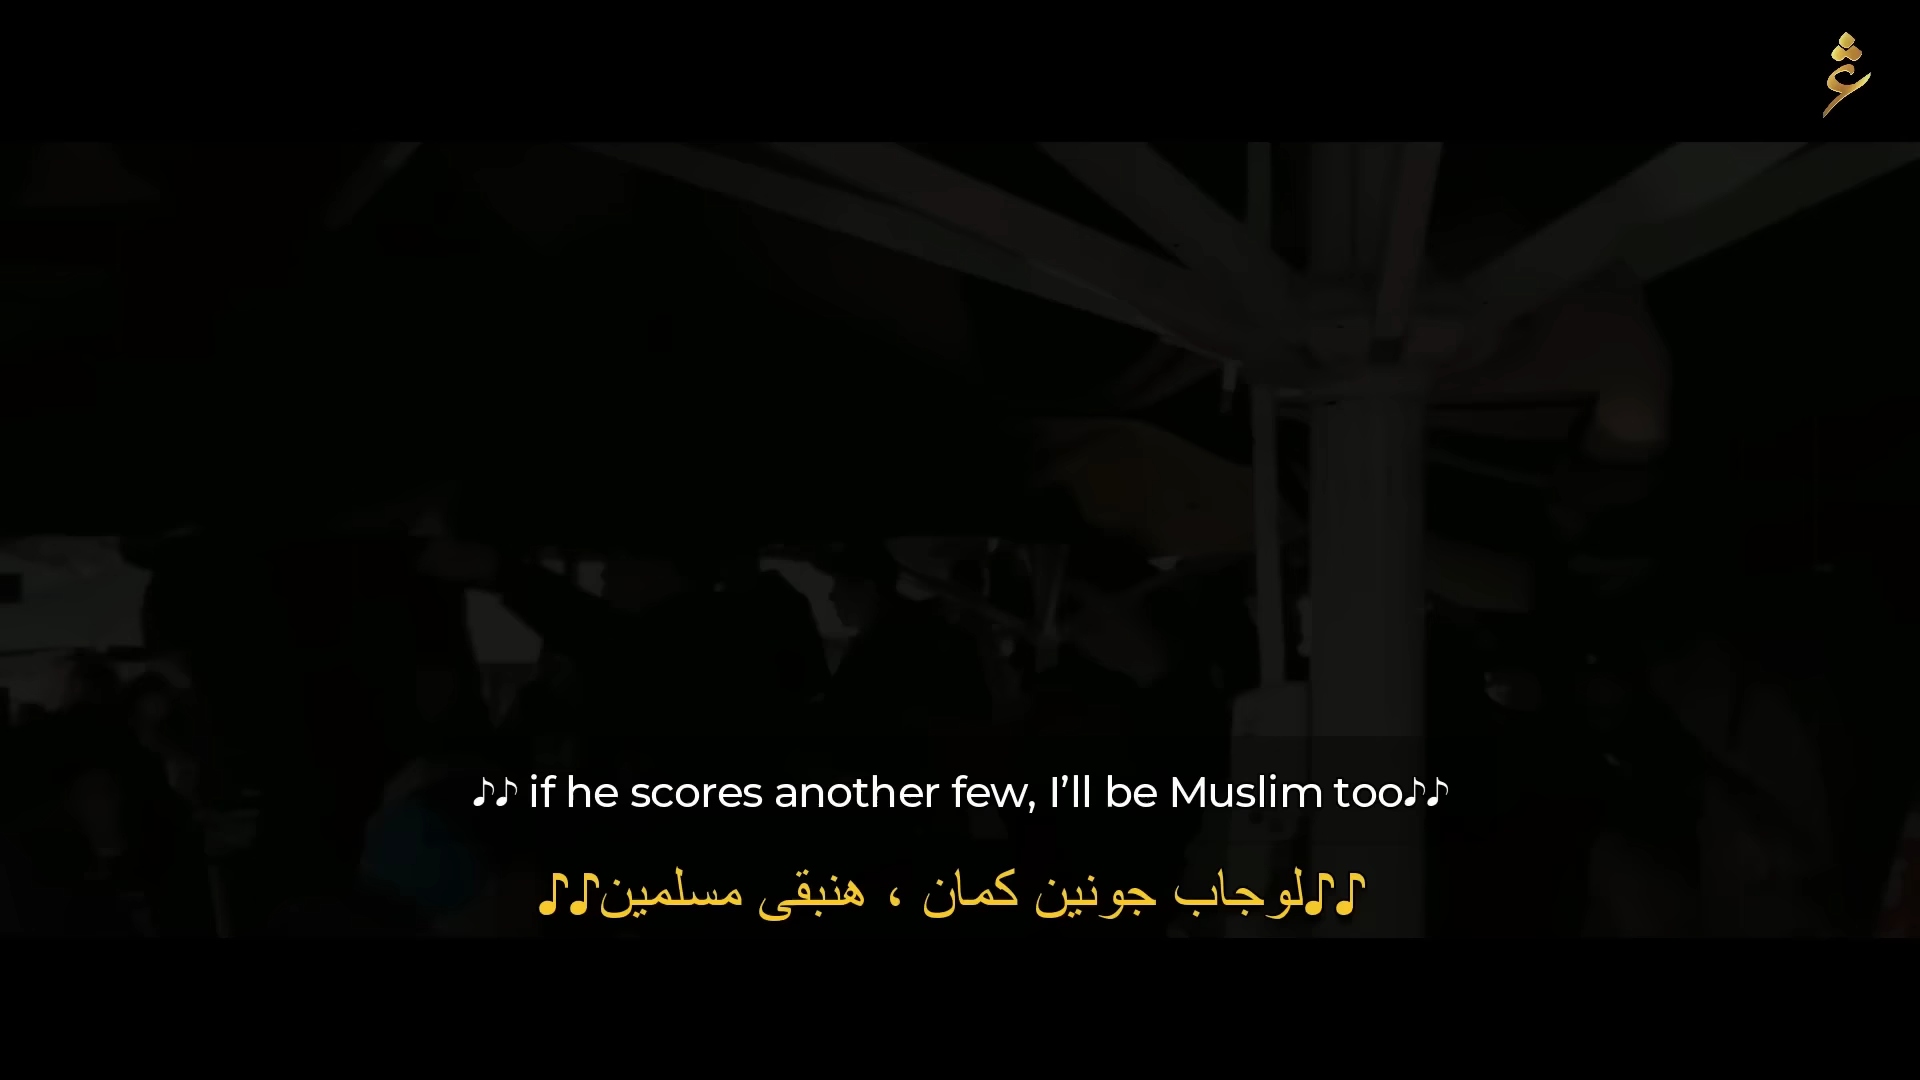 ♪♪ if he scores another few, I’ll be Muslim too♪♪
♪♪لوجاب جونين كمان ، هنبقى مسلمين♪♪